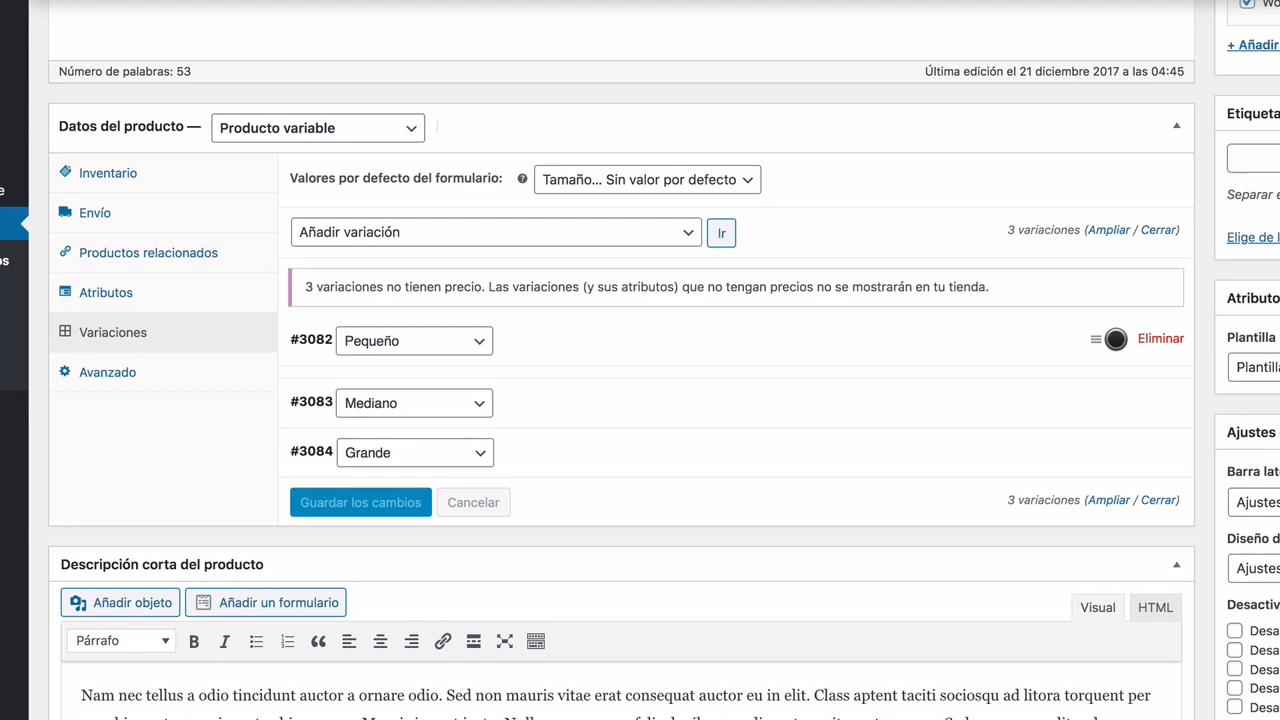 Wo
+ Añadir
Número de palabras: 53
Última edición el 21 diciembre 2017 a las 04:45
Datos del producto —
Producto variable
Inventario
Envío
Productos relacionados
Atributos
Variaciones
Avanzado
Valores por defecto del formulario:
Tamaño... Sin valor por defecto
Añadir variación
Ir
3 variaciones (Ampliar / Cerrar)
3 variaciones no tienen precio. Las variaciones (y sus atributos) que no tengan precios no se mostrarán en tu tienda.
#3082 Pequeño
Eliminar
#3083 Mediano
#3084 Grande
Guardar los cambios
Cancelar
3 variaciones (Ampliar / Cerrar)
Descripción corta del producto
Añadir objeto
Añadir un formulario
Visual
HTML
Párrafo
Nam nec tellus a odio tincidunt auctor a ornare odio. Sed non mauris vitae erat consequat auctor eu in elit. Class aptent taciti sociosqu ad litora torquent per
Etiqueta
Separar e
Elige de l
Atributo
Plantilla
Plantill
Ajustes
Barra lat
Ajustes
Diseño d
Ajustes
Desactiv
Desa
Desa
Desa
Desa
Desa